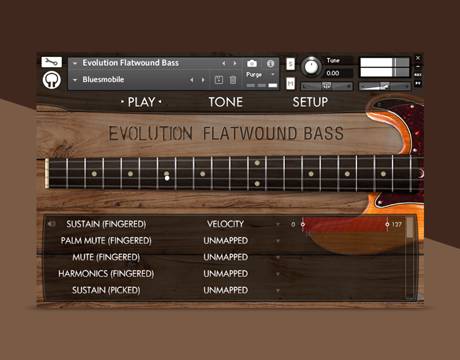 Evolution Flatwound Bass
Bluesmobile
Purge
S
M
Tune
0.00
PLAY
TONE
SETUP
EVOLUTION FLATWOUND BASS
SUSTAIN (FINGERED) VELOCITY 0 127
PALM MUTE (FINGERED) UNMAPPED
MUTE (FINGERED) UNMAPPED
HARMONICS (FINGERED) UNMAPPED
SUSTAIN (PICKED) UNMAPPED